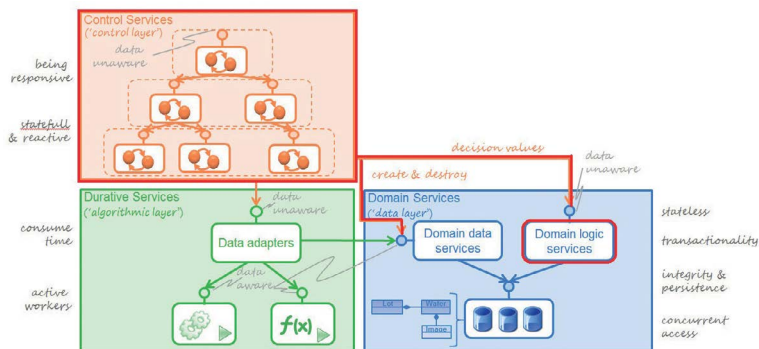 Control Services
('control layer')
data
unaware
being
responsive
statefull
& reactive
decision values
create & destroy
data
unaware
Durative Services
('algorithmic layer')
data
unaware
Domain Services
('data layer')
stateless
consume
time
Data adapters
Domain data
services
Domain logic
services
transactionality
data
aware
integrity &
persistence
active
workers
f(x)
Lot
Wafer
Image
concurrent
access